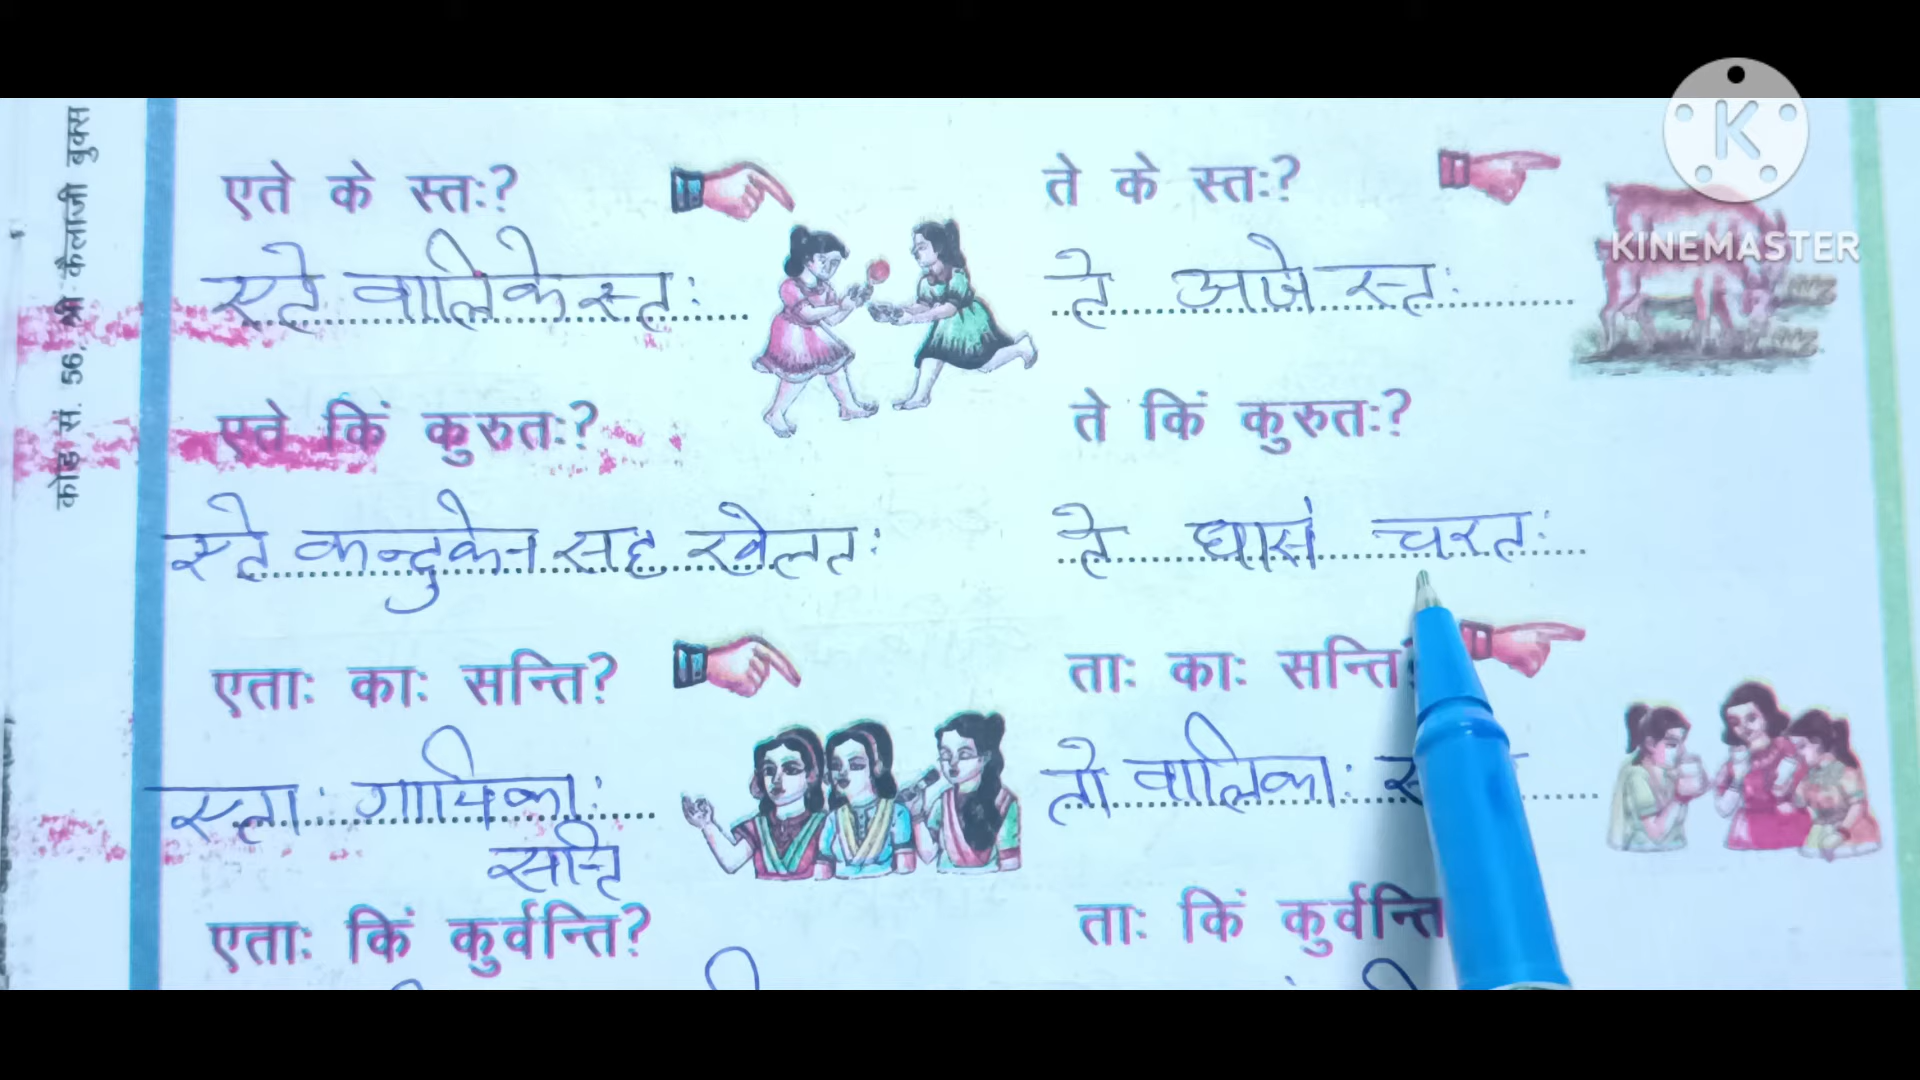 कोड सं. 56, श्री कैलाजी बुक्स
K
KINEMASTER
एते के स्तः?
एते वालिके स्तः
एते किं कुरुतः?
एते कन्दुकेन सह खेलतः
एताः काः सन्ति?
एताः गायिकाः
सन्ति
एताः किं कुर्वन्ति?
ते के स्तः?
ते अजे स्तः
ते किं कुरुतः?
ते घासं चरतः
ताः काः सन्ति?
वालिकाः
ताः किं कुर्वन्ति